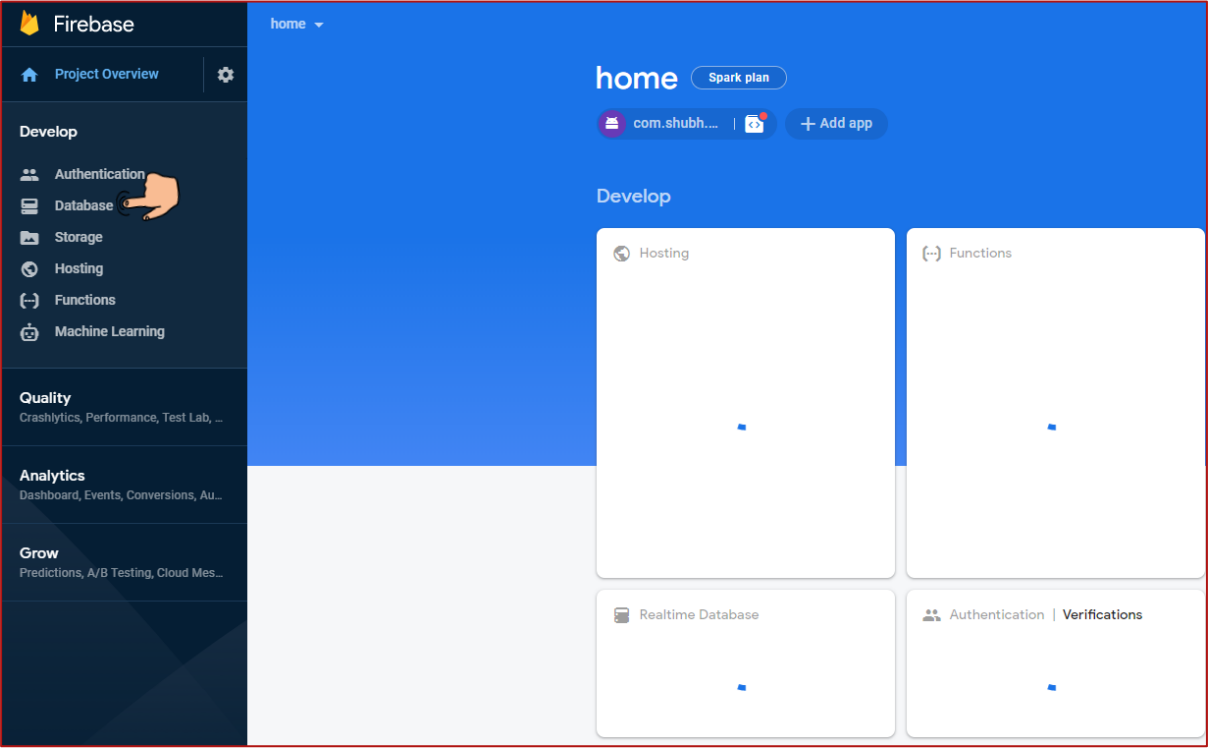 Firebase
Project Overview
Develop
Authentication
Database
Storage
Hosting
Functions
Machine Learning
Quality
Crashlytics, Performance, Test Lab, ...
Analytics
Dashboard, Events, Conversions, Au...
Grow
Predictions, A/B Testing, Cloud Mes...
home
home Spark plan
com.shubh.... | + Add app
Develop
Hosting
Functions
Realtime Database
Authentication | Verifications